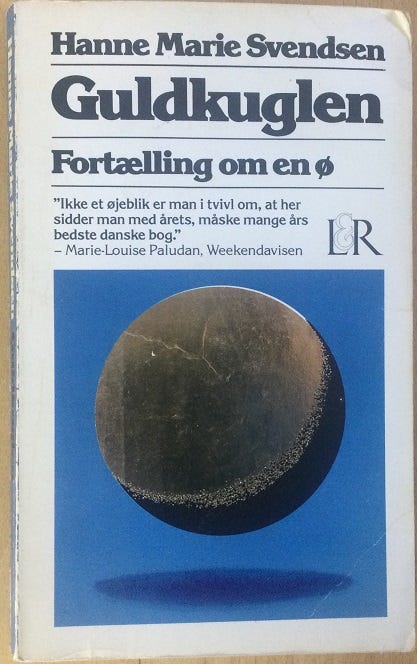 Hanne Marie Svendsen
Guldkuglen
Fortælling om en ø
"Ikke et øjeblik er man i tvivl om, at her
sidder man med årets, måske mange års
bedste danske bog."
– Marie-Louise Paludan, Weekendavisen
L&R